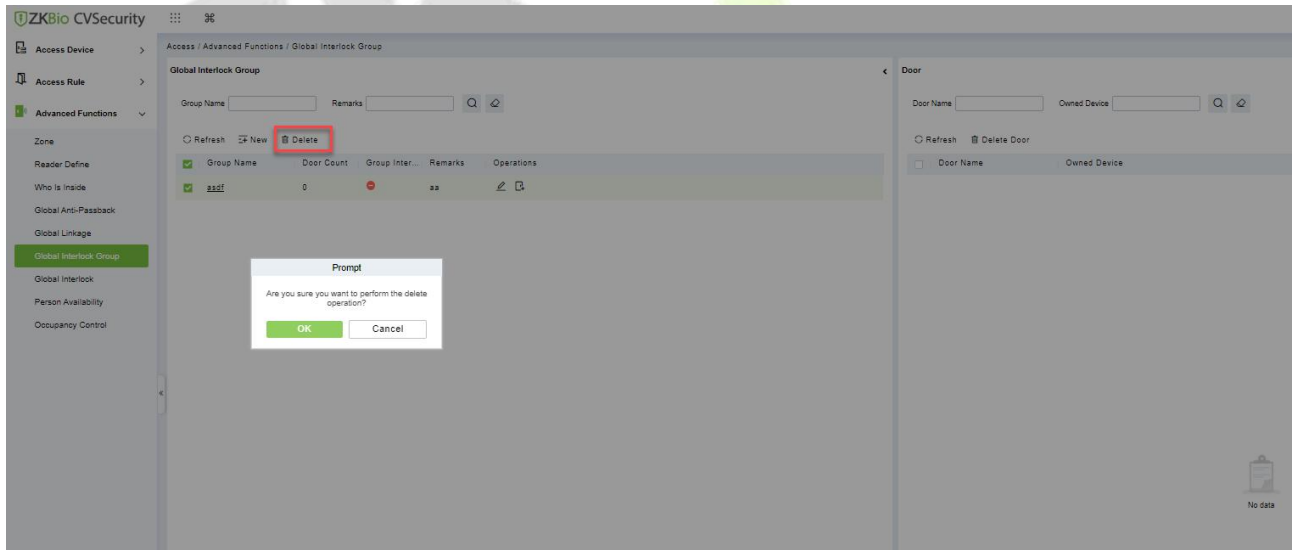 ZKBio CVSecurity
Access Device
Access Rule
Advanced Functions
Zone
Reader Define
Who Is Inside
Global Anti-Passback
Global Linkage
Global Interlock Group
Global Interlock
Person Availability
Occupancy Control
Access / Advanced Functions / Global Interlock Group
Global Interlock Group
Group Name Remarks
Refresh New Delete
Group Name Door Count Group Inter... Remarks Operations
asdf 0 aa
Prompt
Are you sure you want to perform the delete
operation?
OK Cancel
Door
Door Name Owned Device
Refresh Delete Door
Door Name Owned Device
No data